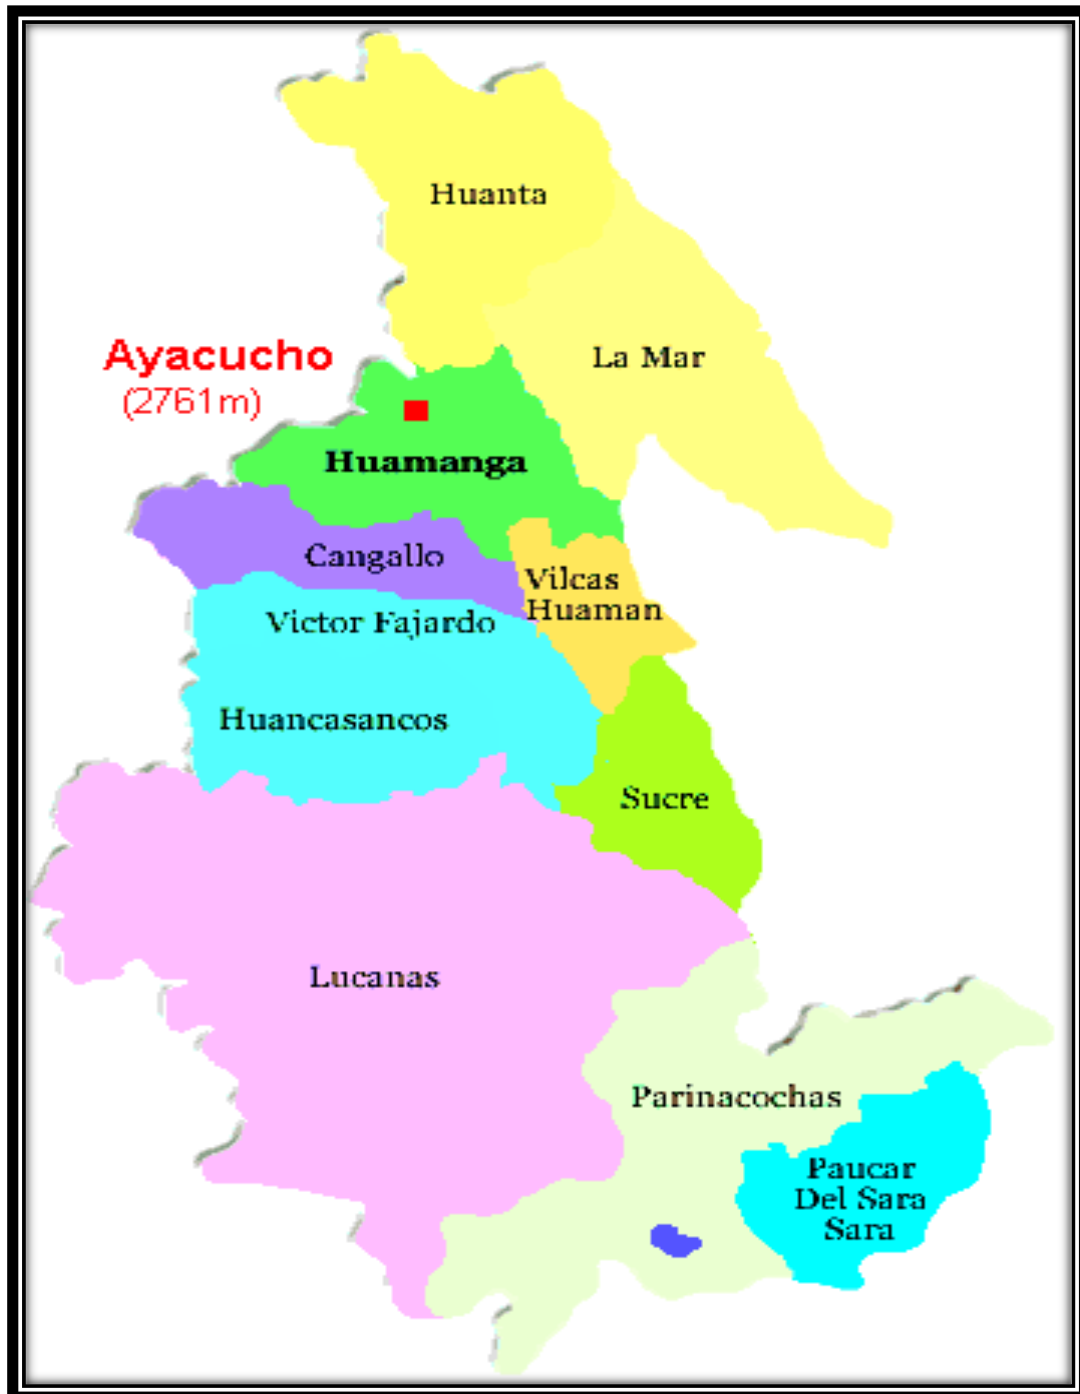 Huanta
La Mar
Ayacucho
(2761m)
Huamanga
Cangallo
Vilcas
Huaman
Victor Fajardo
Huancasancos
Sucre
Lucanas
Parinacochas
Paucar
Del Sara
Sara